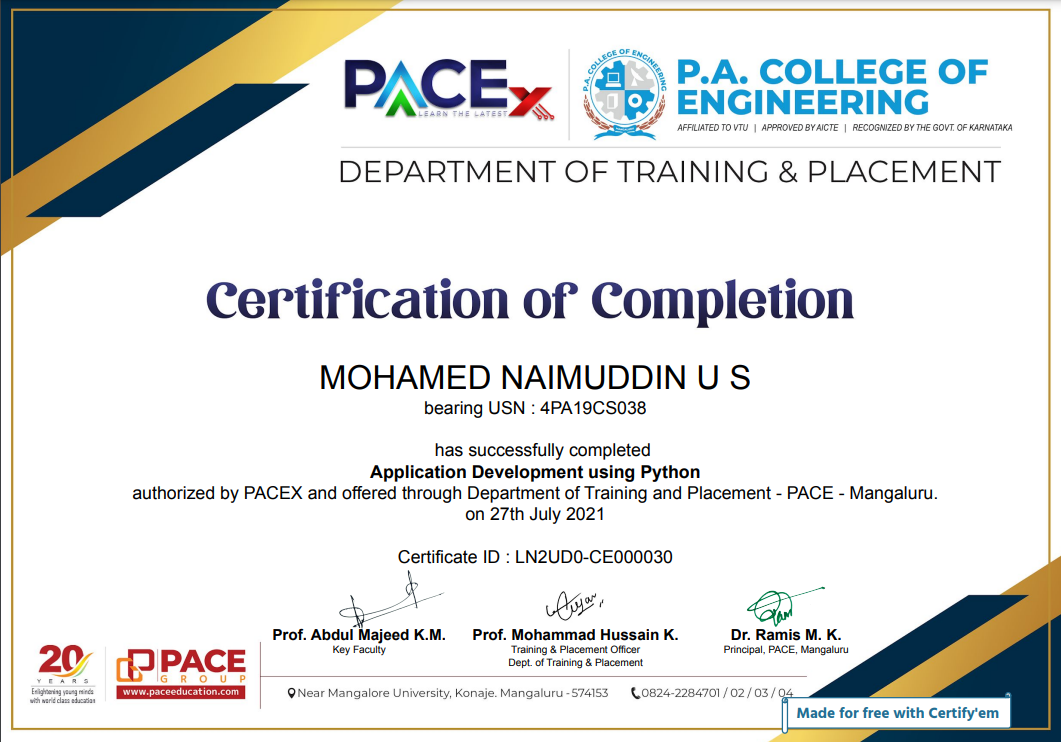 PACEx
LEARN THE LATEST
P.A. COLLEGE OF ENGINEERING
P.A. COLLEGE OF
ENGINEERING
AFFILIATED TO VTU | APPROVED BY AICTE | RECOGNIZED BY THE GOVT. OF KARNATAKA
DEPARTMENT OF TRAINING & PLACEMENT
Certification of Completion
MOHAMED NAIMUDDIN U S
bearing USN : 4PA19CS038
has successfully completed
Application Development using Python
authorized by PACEX and offered through Department of Training and Placement - PACE - Mangaluru.
on 27th July 2021
Certificate ID : LN2UD0-CE000030
Prof. Abdul Majeed K.M.
Key Faculty
Prof. Mohammad Hussain K.
Training & Placement Officer
Dept. of Training & Placement
Dr. Ramis M. K.
Principal, PACE, Mangaluru
20
YEARS
Enlightening young minds
with world class education
PACE
GROUP
www.paceeducation.com
Near Mangalore University, Konaje. Mangaluru - 574153
0824-2284701 / 02 / 03 / 04
Made for free with Certify'em